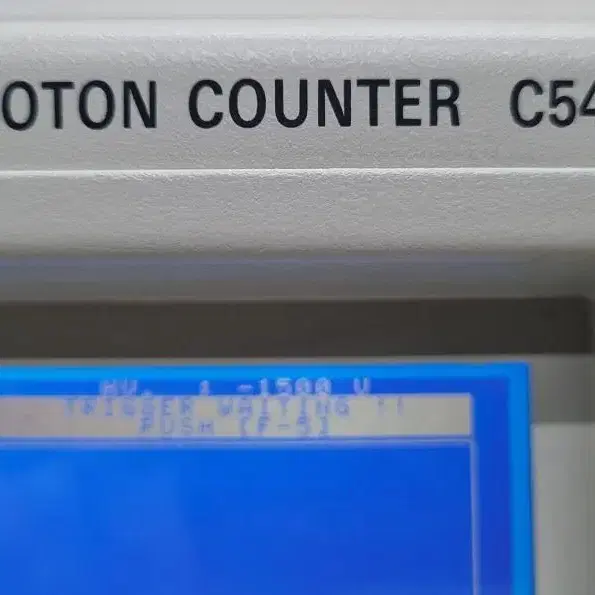 OTON COUNTER C54
HV. : -1500 V
TRIGGER WAITING !!
PUSH [F-5]